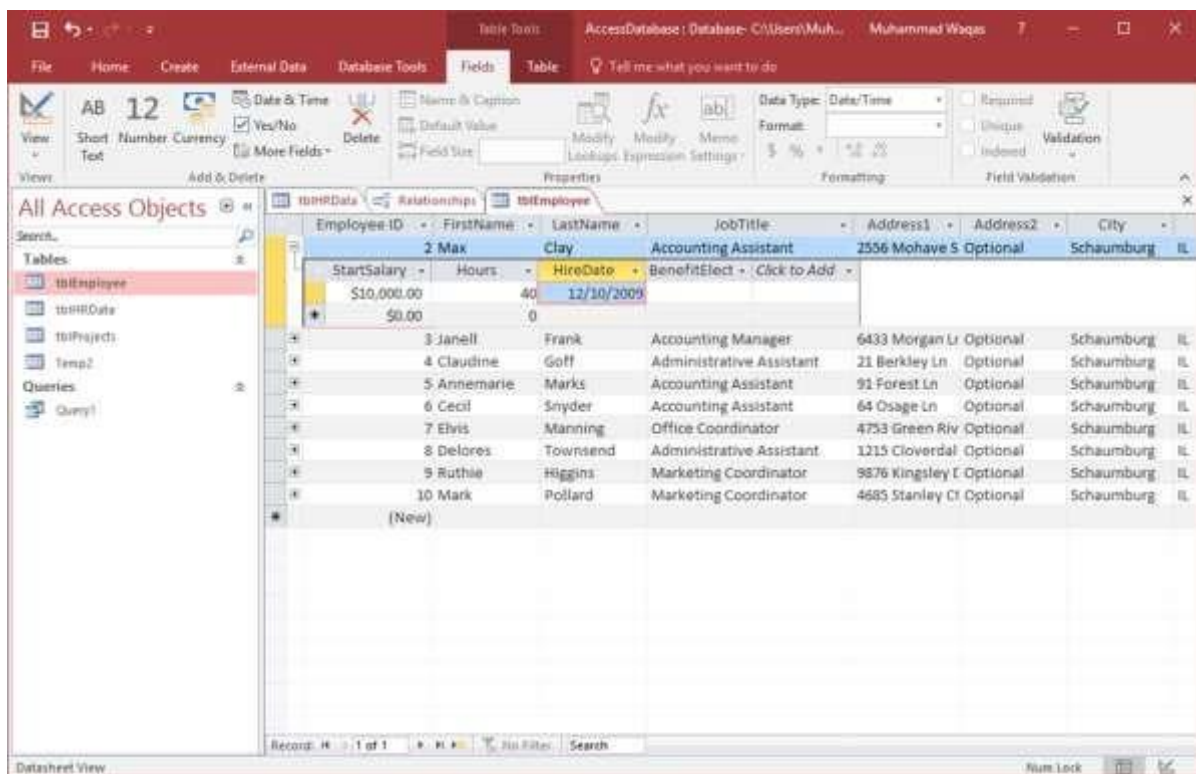 Table Tools AccessDatabase : Database- C:\Users\Muh... Muhammad Waqas ?
File Home Create External Data Database Tools Fields Table Tell me what you want to do
View
AB Short Text
12 Number
Currency
Date & Time
Yes/No
More Fields
Delete
Name & Caption
Default Value
Field Size
Modify Lookups
fx Modify Expression
ab Memo Settings
Data Type: Date/Time
Format:
$ %
Required
Unique
Indexed
Validation
Views Add & Delete Properties Formatting Field Validation
All Access Objects
Search...
Tables
tblEmployee
tblHRData
tblProjects
Temp2
Queries
Query1
tblHRData Relationships tblEmployee
Employee ID FirstName LastName JobTitle Address1 Address2 City
2 Max Clay Accounting Assistant 2556 Mohave S Optional Schaumburg IL
StartSalary Hours HireDate BenefitElect Click to Add
$10,000.00 40 12/10/2009
$0.00 0
3 Janell Frank Accounting Manager 6433 Morgan Lr Optional Schaumburg IL
4 Claudine Goff Administrative Assistant 21 Berkley Ln Optional Schaumburg IL
5 Annemarie Marks Accounting Assistant 91 Forest Ln Optional Schaumburg IL
6 Cecil Snyder Accounting Assistant 64 Osage Ln Optional Schaumburg IL
7 Elvis Manning Office Coordinator 4753 Green Riv Optional Schaumburg IL
8 Delores Townsend Administrative Assistant 1215 Cloverdal Optional Schaumburg IL
9 Ruthie Higgins Marketing Coordinator 9876 Kingsley Optional Schaumburg IL
10 Mark Pollard Marketing Coordinator 4685 Stanley Optional Schaumburg IL
(New)
Record: 1 of 1 No Filter Search
Datasheet View Num Lock